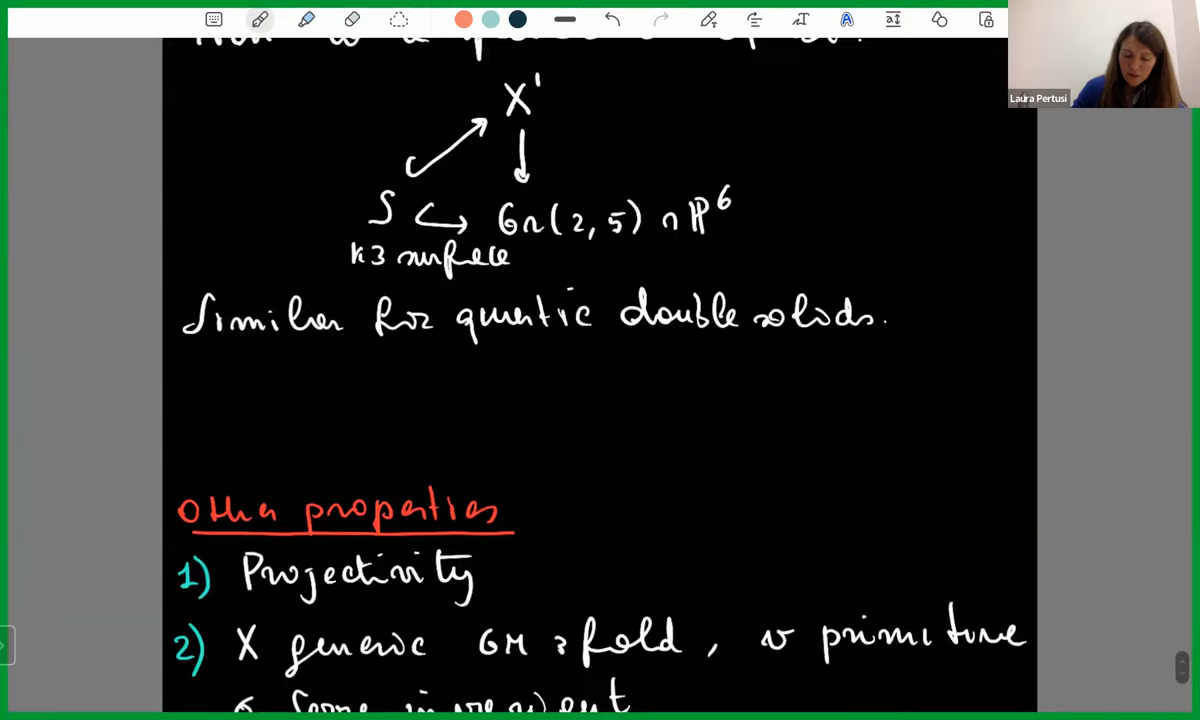 X'
S ↪ Gr(2,5) ∩ ℙ⁶
K3 surface
Similar for quartic double solids.
Other properties
1) Projectivity
2) X generic GM 3fold, v primitive
Laura Pertusi